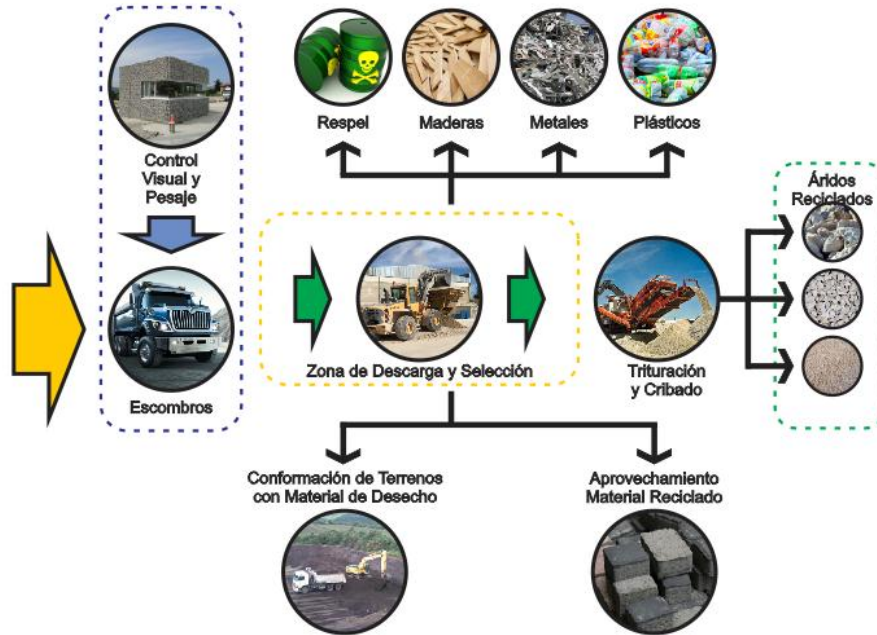 Control
Visual y
Pesaje
Escombros
Respel
Maderas
Metales
Plásticos
Zona de Descarga y Selección
Trituración
y Cribado
Áridos
Reciclados
Conformación de Terrenos
con Material de Desecho
Aprovechamiento
Material Reciclado